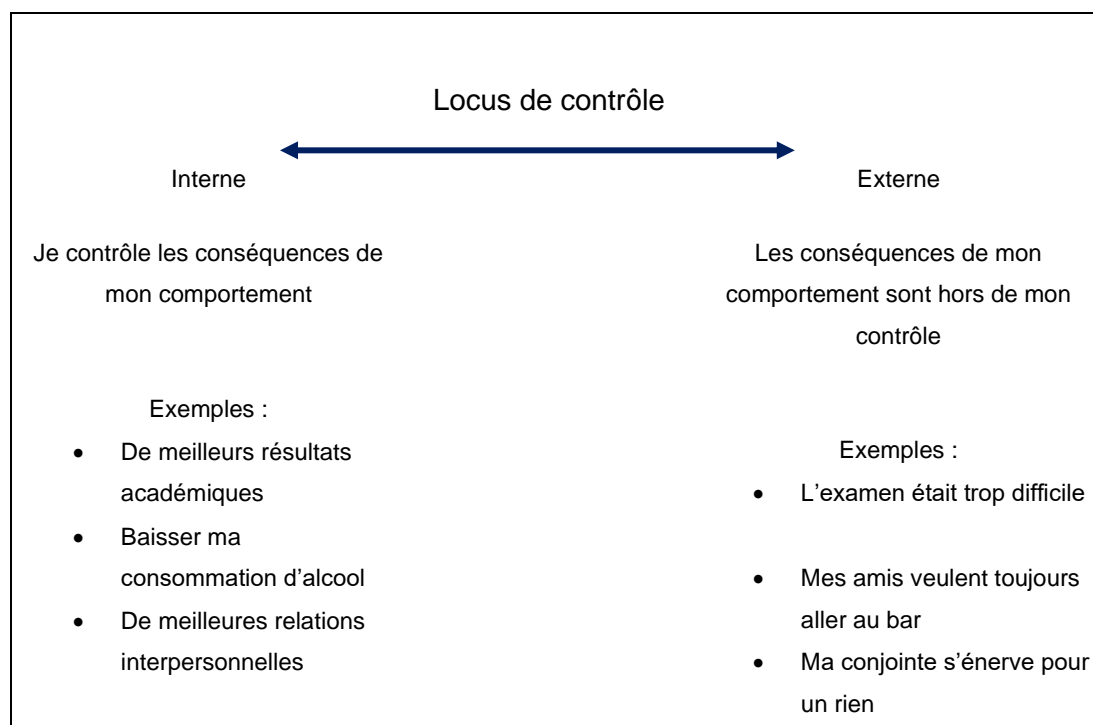 Locus de contrôle
Interne
Je contrôle les conséquences de
mon comportement
Exemples :
• De meilleurs résultats
académiques
• Baisser ma
consommation d’alcool
• De meilleures relations
interpersonnelles
Externe
Les conséquences de mon
comportement sont hors de mon
contrôle
Exemples :
• L’examen était trop difficile
• Mes amis veulent toujours
aller au bar
• Ma conjointe s’énerve pour
un rien